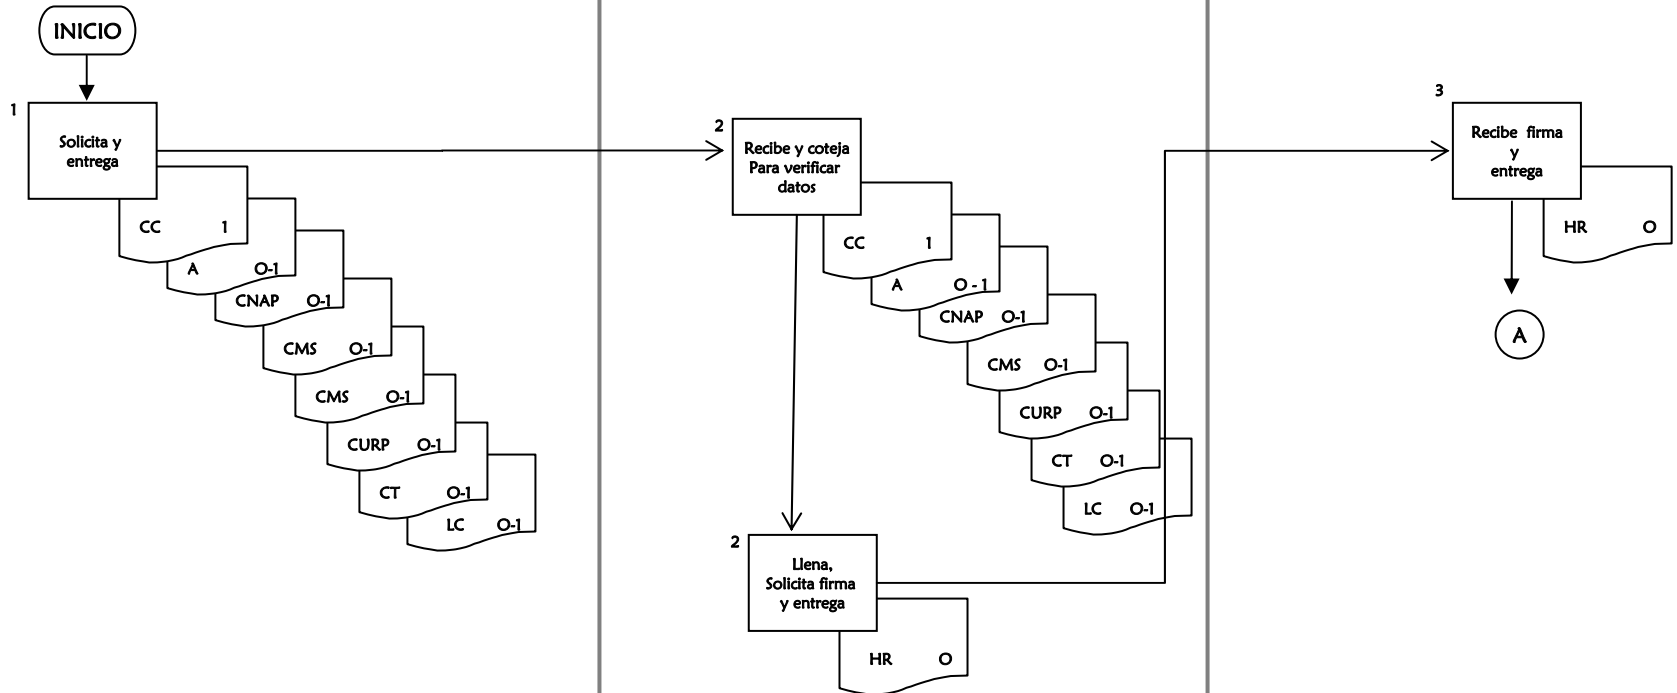 INICIO
1
Solicita y
entrega
CC 1
A O-1
CNAP O-1
CMS O-1
CMS O-1
CURP O-1
CT O-1
LC O-1
2
Recibe y coteja
Para verificar
datos
CC 1
A O - 1
CNAP O-1
CMS O-1
CURP O-1
CT O-1
LC O-1
2
Llena,
Solicita firma
y entrega
HR O
3
Recibe firma
y
entrega
HR O
A